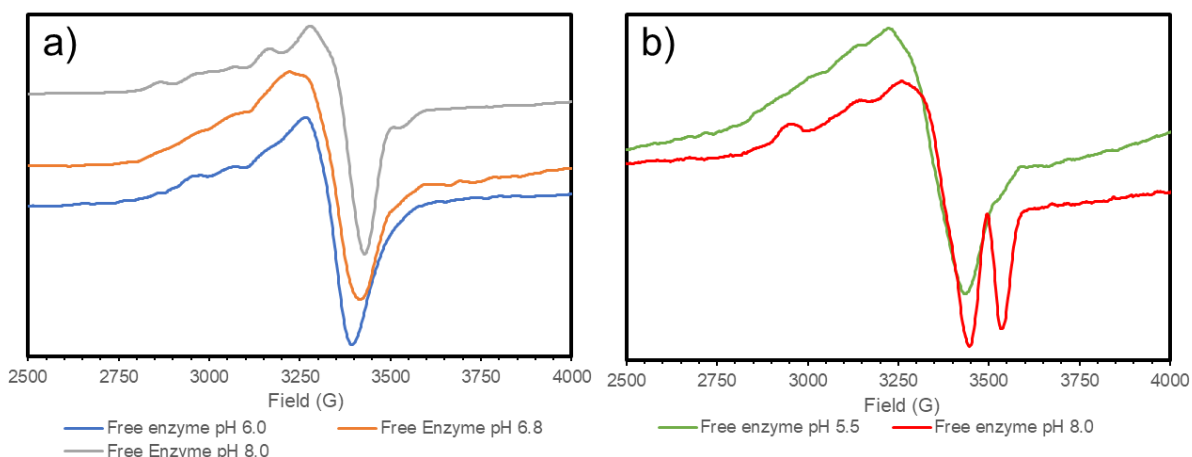 a)
2500 2750 3000 3250 3500 3750 4000
Field (G)
Free enzyme pH 6.0
Free Enzyme pH 6.8
Free Enzyme pH 8.0
b)
2500 2750 3000 3250 3500 3750 4000
Field (G)
Free enzyme pH 5.5
Free enzyme pH 8.0